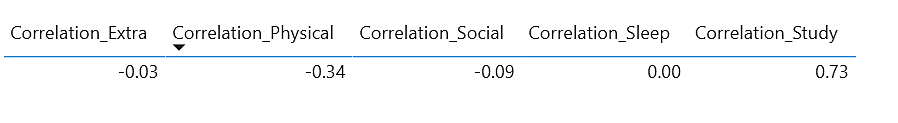 Correlation_Extra Correlation_Physical Correlation_Social Correlation_Sleep Correlation_Study
-0.03 -0.34 -0.09 0.00 0.73